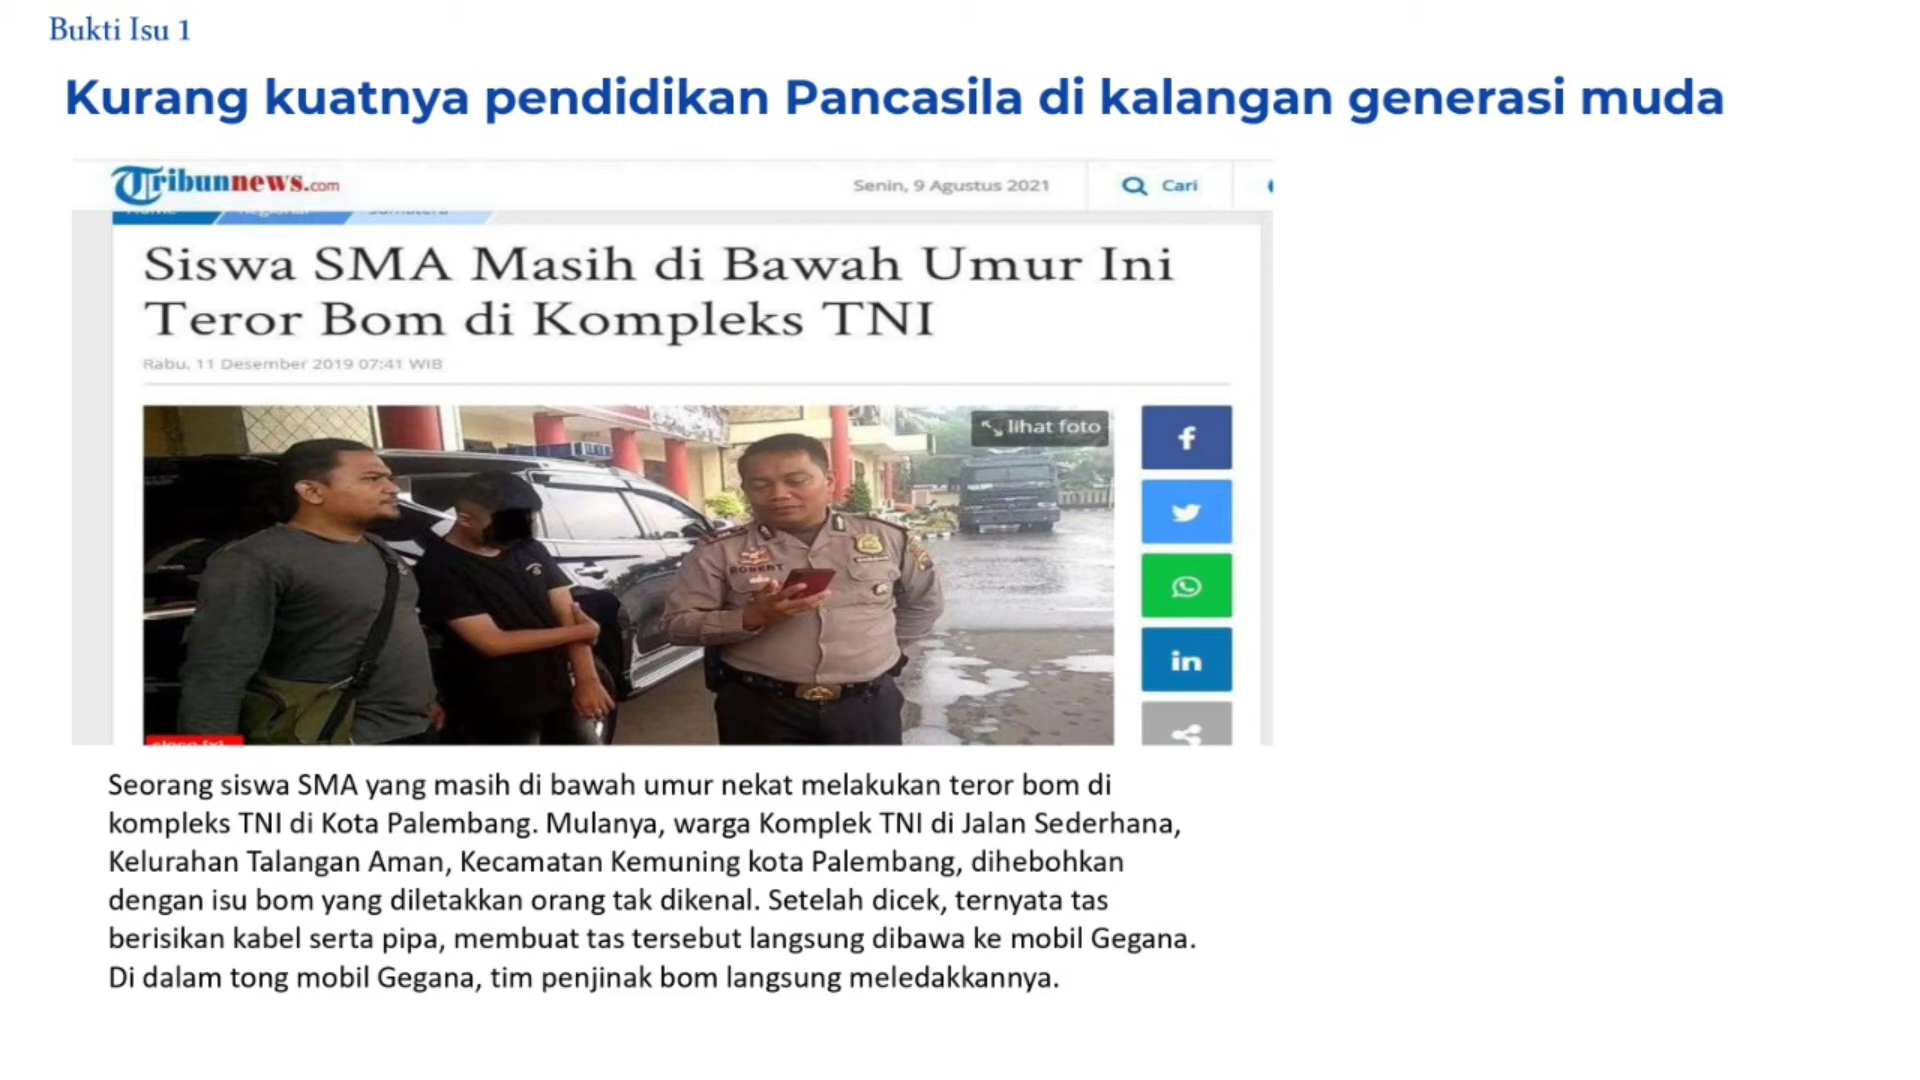 Bukti Isu 1
Kurang kuatnya pendidikan Pancasila di kalangan generasi muda
Tribunnews.com
Senin, 9 Agustus 2021
Cari
Home Regional Sumatera
Siswa SMA Masih di Bawah Umur Ini
Teror Bom di Kompleks TNI
Rabu, 11 Desember 2019 07:41 WIB
lihat foto
ROBERT
Seorang siswa SMA yang masih di bawah umur nekat melakukan teror bom di
kompleks TNI di Kota Palembang. Mulanya, warga Komplek TNI di Jalan Sederhana,
Kelurahan Talangan Aman, Kecamatan Kemuning kota Palembang, dihebohkan
dengan isu bom yang diletakkan orang tak dikenal. Setelah dicek, ternyata tas
berisikan kabel serta pipa, membuat tas tersebut langsung dibawa ke mobil Gegana.
Di dalam tong mobil Gegana, tim penjinak bom langsung meledakkannya.